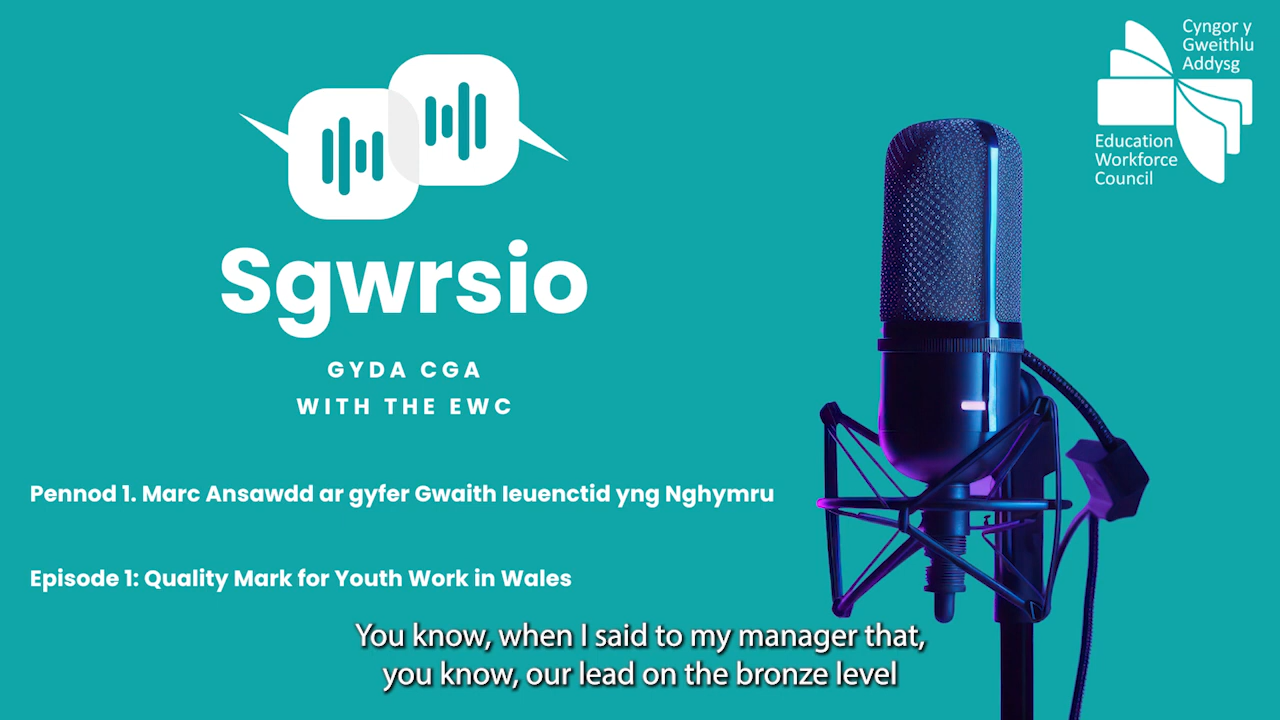 Cyngor y
Gweithlu
Addysg
Education
Workforce
Council
Sgwrsio
GYDA CGA
WITH THE EWC
Pennod 1. Marc Ansawdd ar gyfer Gwaith Ieuenctid yng Nghymru
Episode 1: Quality Mark for Youth Work in Wales
You know, when I said to my manager that,
you know, our lead on the bronze level